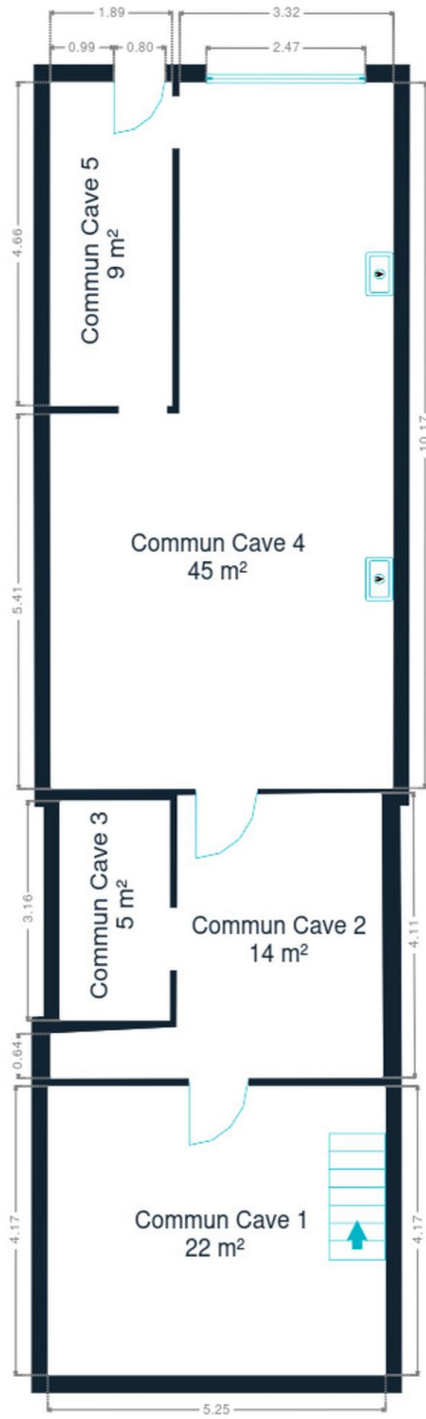 1.89
3.32
0.99
0.80
2.47
4.66
Commun Cave 5
9 m²
10.17
Commun Cave 4
45 m²
5.41
Commun Cave 3
5 m²
3.16
Commun Cave 2
14 m²
4.11
0.64
4.17
Commun Cave 1
22 m²
4.17
5.25